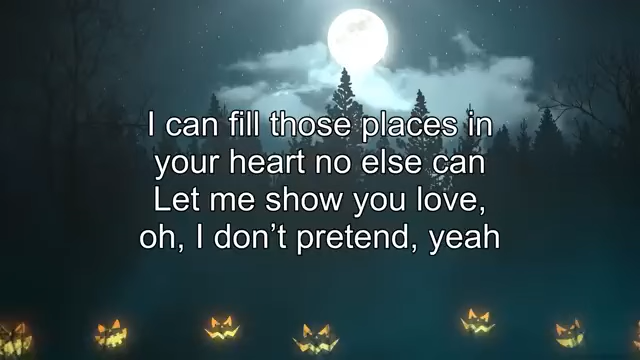 I can fill those places in
your heart no else can
Let me show you love,
oh, I don’t pretend, yeah